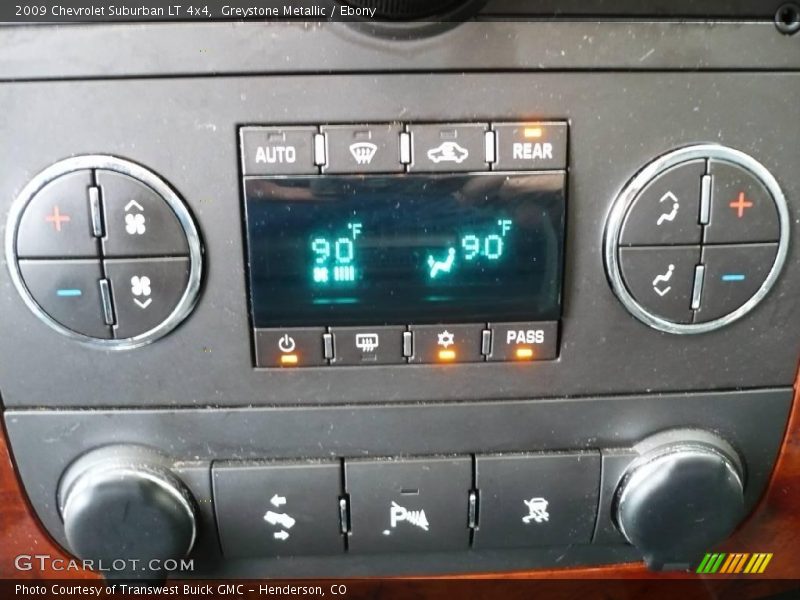 2009 Chevrolet Suburban LT 4x4, Greystone Metallic / Ebony
AUTO
REAR
90°F
90°F
PASS
P
GTCARLOT.COM
Photo Courtesy of Transwest Buick GMC - Henderson, CO